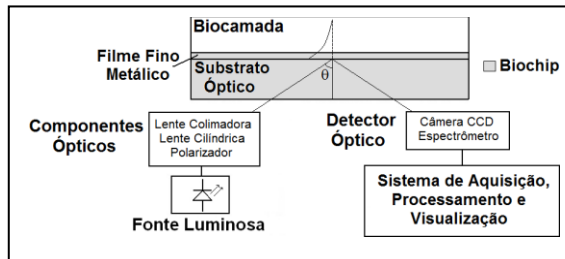 Biocamada
Filme Fino
Metálico
Substrato
Óptico
θ
Biochip
Componentes
Ópticos
Lente Colimadora
Lente Cilíndrica
Polarizador
Detector
Óptico
Câmera CCD
Espectrômetro
Fonte Luminosa
Sistema de Aquisição,
Processamento e
Visualização